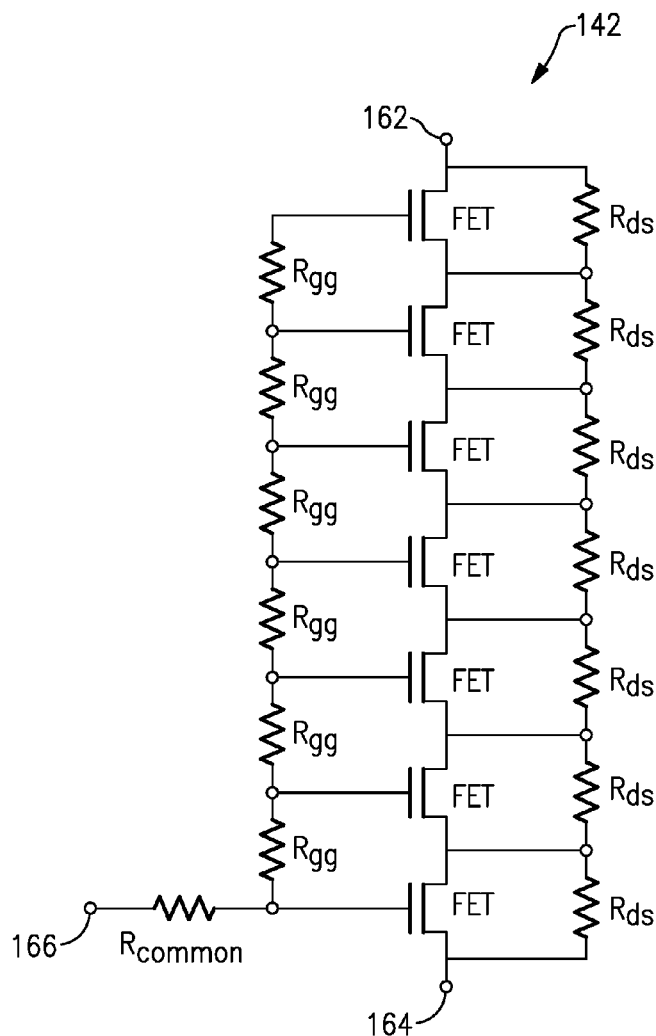 142
162
FET
Rds
Rgg
FET
Rds
Rgg
FET
Rds
Rgg
FET
Rds
Rgg
FET
Rds
Rgg
FET
Rds
Rgg
FET
Rds
166
Rcommon
164